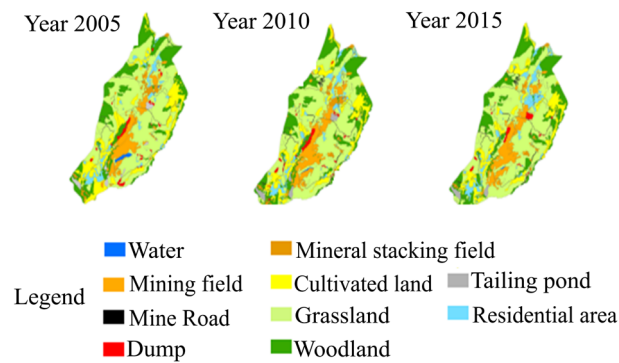 Year 2005
Year 2010
Year 2015
Legend
Water
Mineral stacking field
Mining field
Cultivated land
Tailing pond
Mine Road
Grassland
Residential area
Dump
Woodland